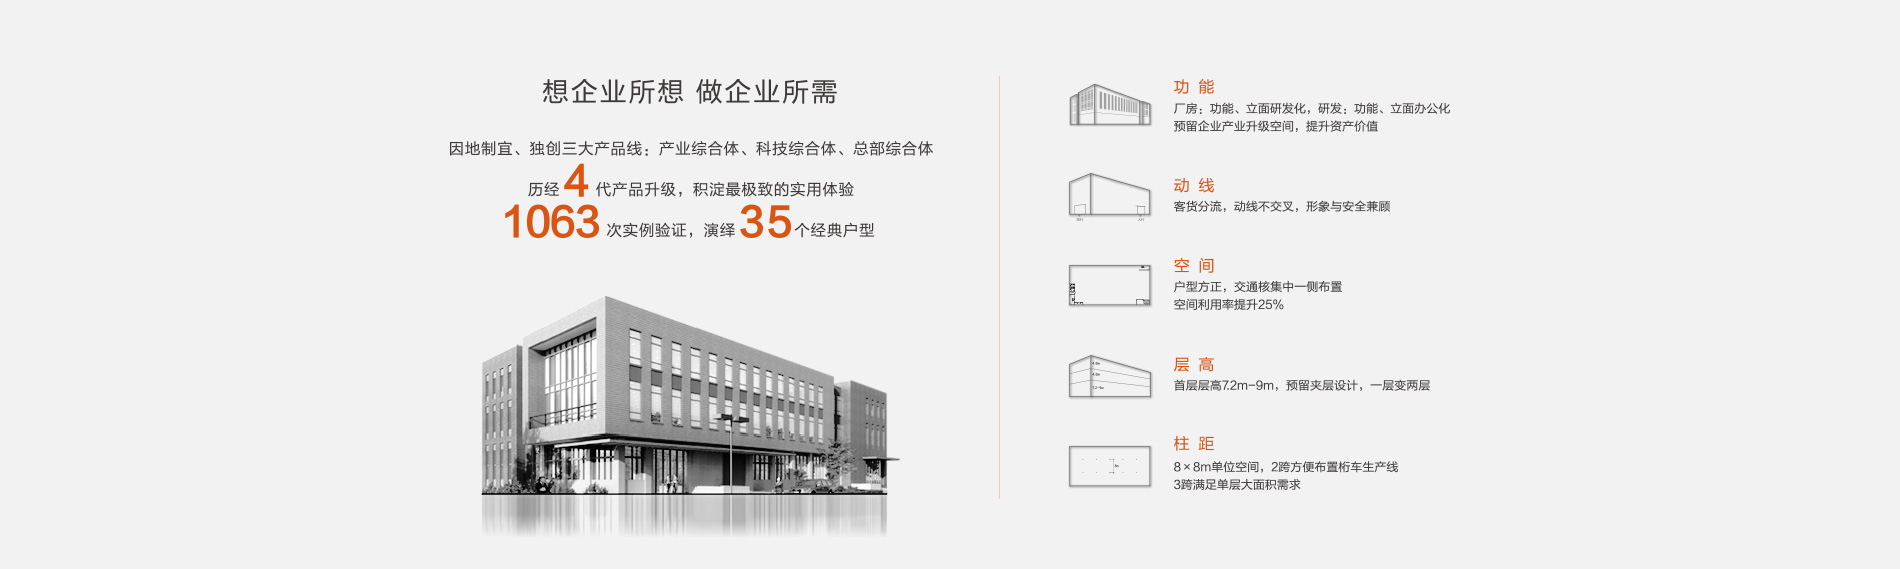 想企业所想 做企业所需
因地制宜、独创三大产品线：产业综合体、科技综合体、总部综合体
历经 4 代产品升级，积淀最极致的实用体验
1063 次实例验证，演绎 35 个经典户型
功能
厂房：功能、立面研发化，研发：功能、立面办公化
预留企业产业升级空间，提升资产价值
动线
客货分流，动线不交叉，形象与安全兼顾
空间
户型方正，交通核集中一侧布置
空间利用率提升25%
层高
首层层高7.2m-9m，预留夹层设计，一层变两层
柱距
8×8m单位空间，2跨方便布置桁车生产线
3跨满足单层大面积需求